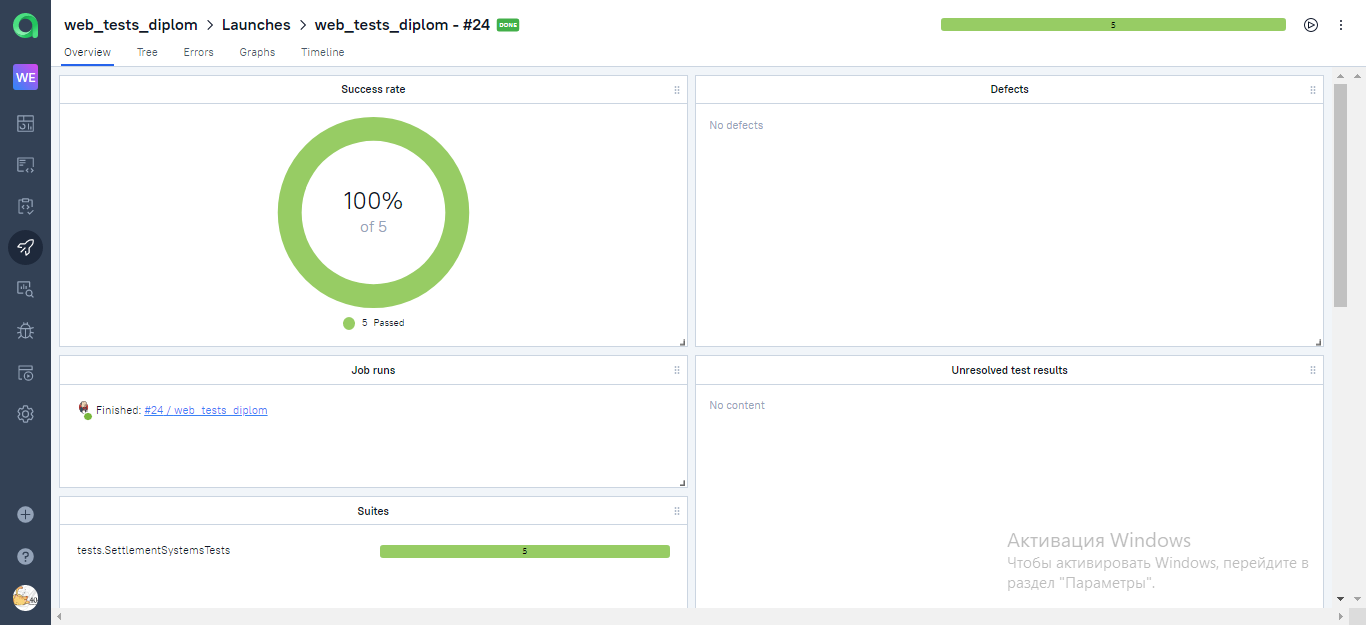 web_tests_diplom > Launches > web_tests_diplom - #24 DONE
5
WE
Overview Tree Errors Graphs Timeline
Success rate
100%
of 5
5 Passed
Defects
No defects
Job runs
Finished: #24 / web_tests_diplom
Unresolved test results
No content
Suites
tests.SettlementSystemsTests 5
Активация Windows
Чтобы активировать Windows, перейдите в
раздел "Параметры".